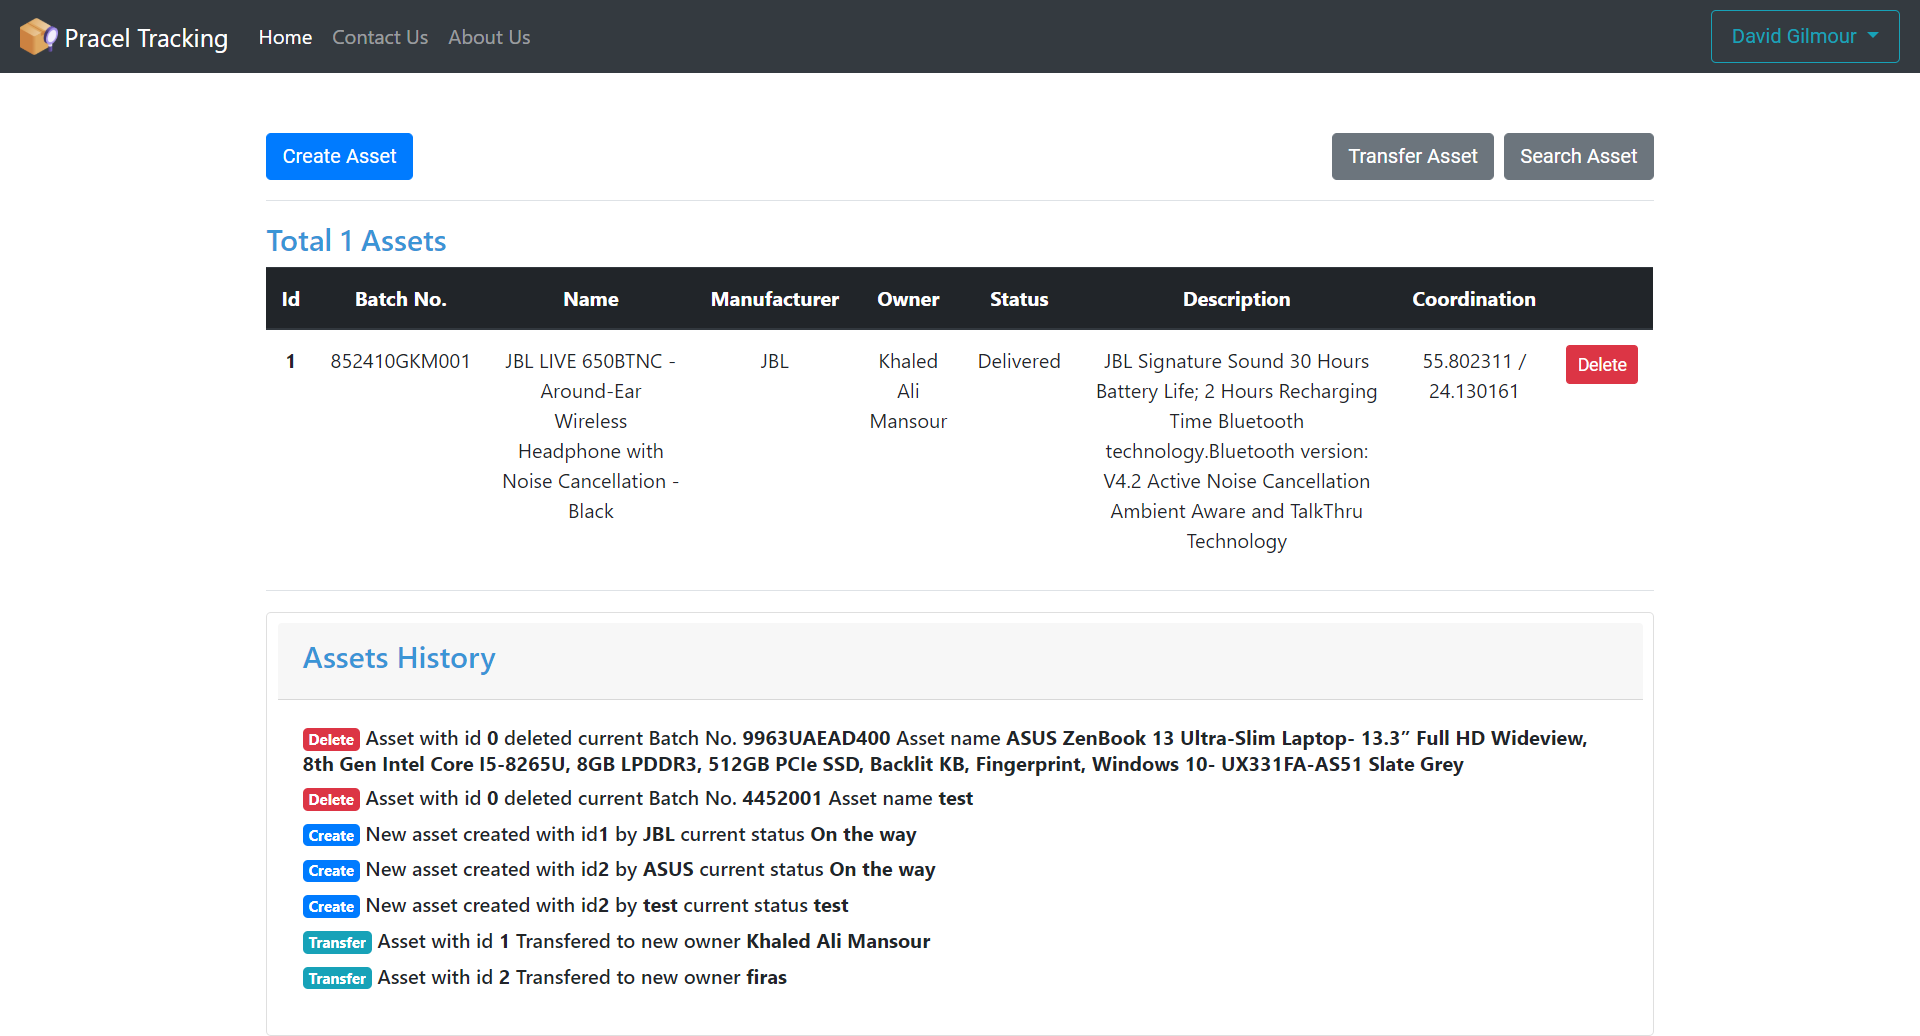 Pracel Tracking Home Contact Us About Us David Gilmour
Create Asset Transfer Asset Search Asset
Total 1 Assets
Id Batch No. Name Manufacturer Owner Status Description Coordination
1 852410GKM001 JBL LIVE 650BTNC - JBL Khaled Delivered JBL Signature Sound 30 Hours 55.802311 / Delete
Around-Ear Ali Battery Life; 2 Hours Recharging 24.130161
Wireless Mansour Time Bluetooth
Headphone with technology.Bluetooth version:
Noise Cancellation - V4.2 Active Noise Cancellation
Black Ambient Aware and TalkThru
Technology
Assets History
Delete Asset with id 0 deleted current Batch No. 9963UAEAD400 Asset name ASUS ZenBook 13 Ultra-Slim Laptop- 13.3” Full HD Wideview,
8th Gen Intel Core I5-8265U, 8GB LPDDR3, 512GB PCIe SSD, Backlit KB, Fingerprint, Windows 10- UX331FA-AS51 Slate Grey
Delete Asset with id 0 deleted current Batch No. 4452001 Asset name test
Create New asset created with id1 by JBL current status On the way
Create New asset created with id2 by ASUS current status On the way
Create New asset created with id2 by test current status test
Transfer Asset with id 1 Transfered to new owner Khaled Ali Mansour
Transfer Asset with id 2 Transfered to new owner firas